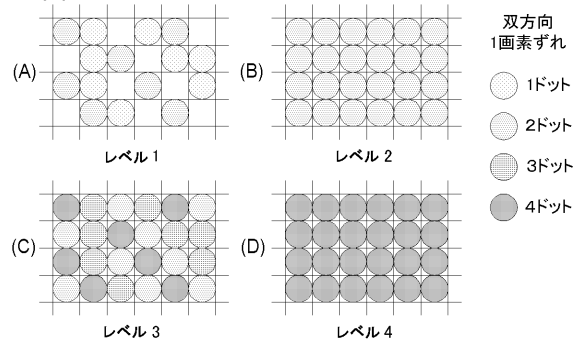 (A)
レベル 1
(B)
レベル 2
(C)
レベル 3
(D)
レベル 4
双方向
1画素ずれ
1ドット
2ドット
3ドット
4ドット